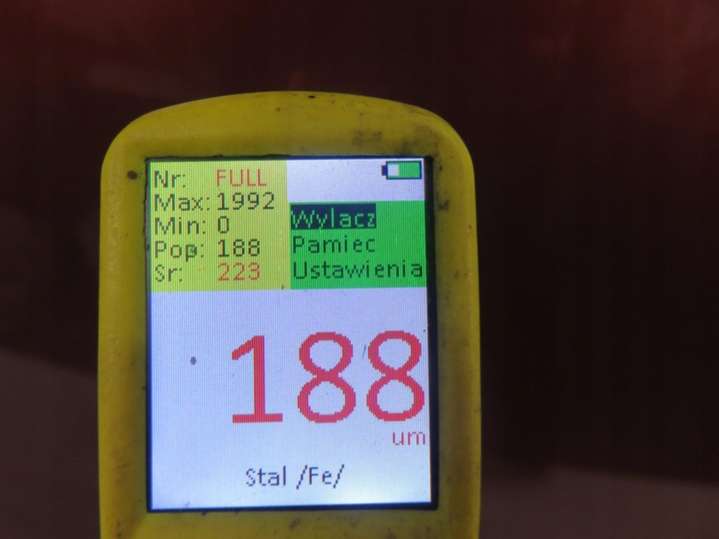 Nr: FULL
Max: 1992
Min: 0
Pop: 188
Sr: 223
Wylacz
Pamiec
Ustawienia
188
um
Stal /Fe/